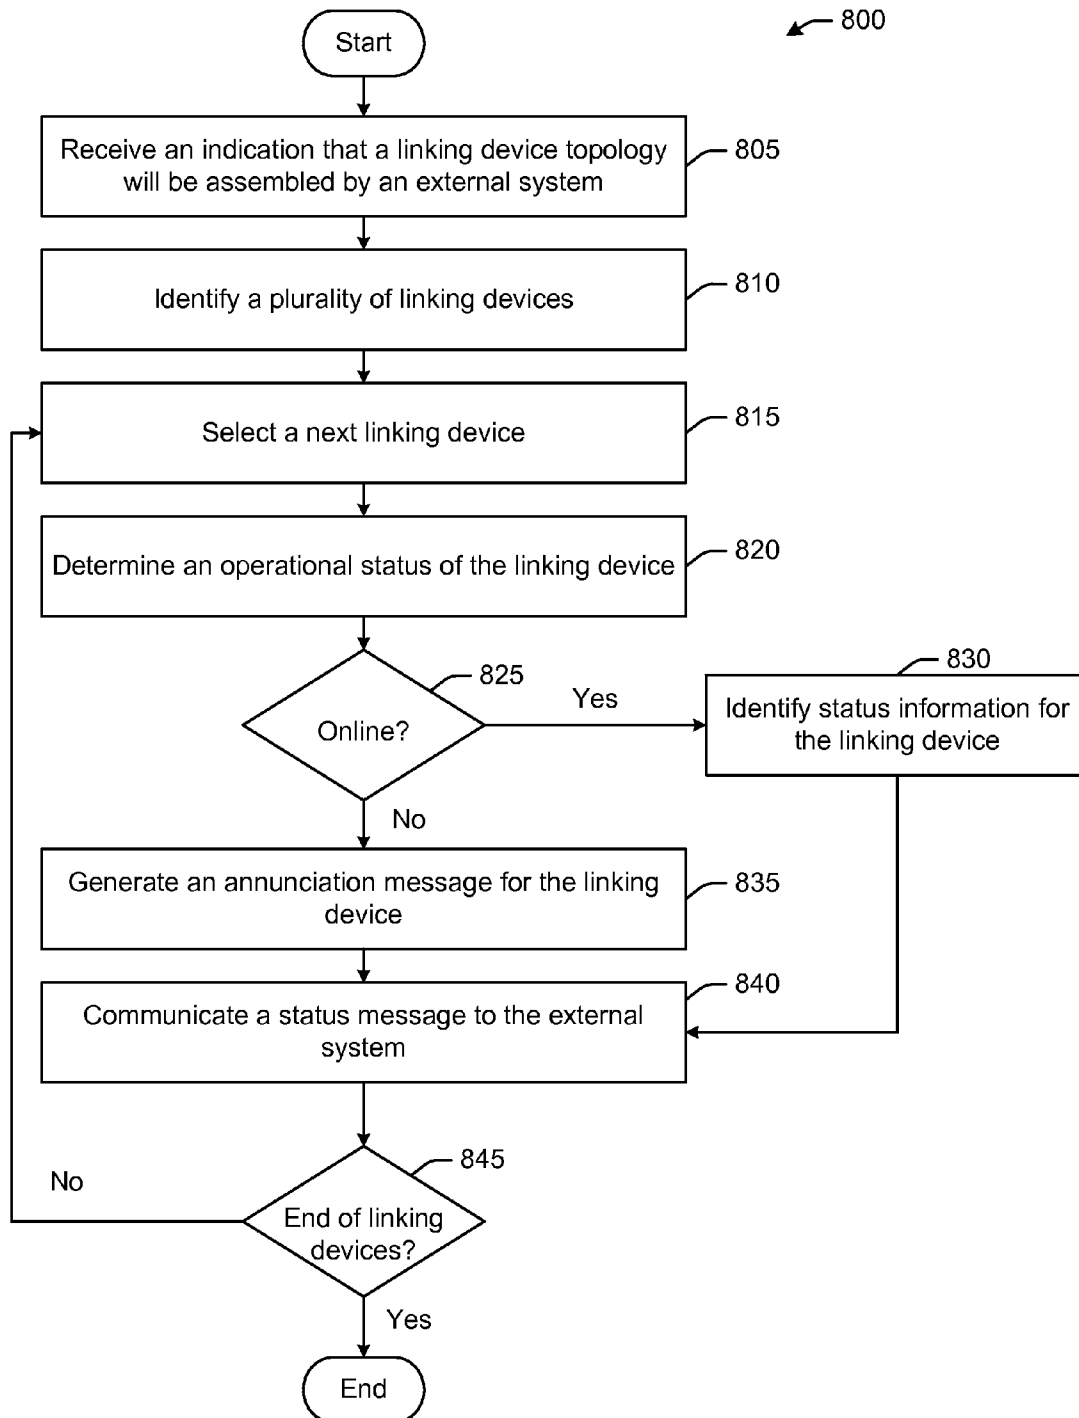 800
Start
Receive an indication that a linking device topology
will be assembled by an external system
805
Identify a plurality of linking devices
810
Select a next linking device
815
Determine an operational status of the linking device
820
Online?
825
Yes
Identify status information for
the linking device
830
No
Generate an annunciation message for the linking
device
835
Communicate a status message to the external
system
840
End of linking
devices?
845
No
Yes
End